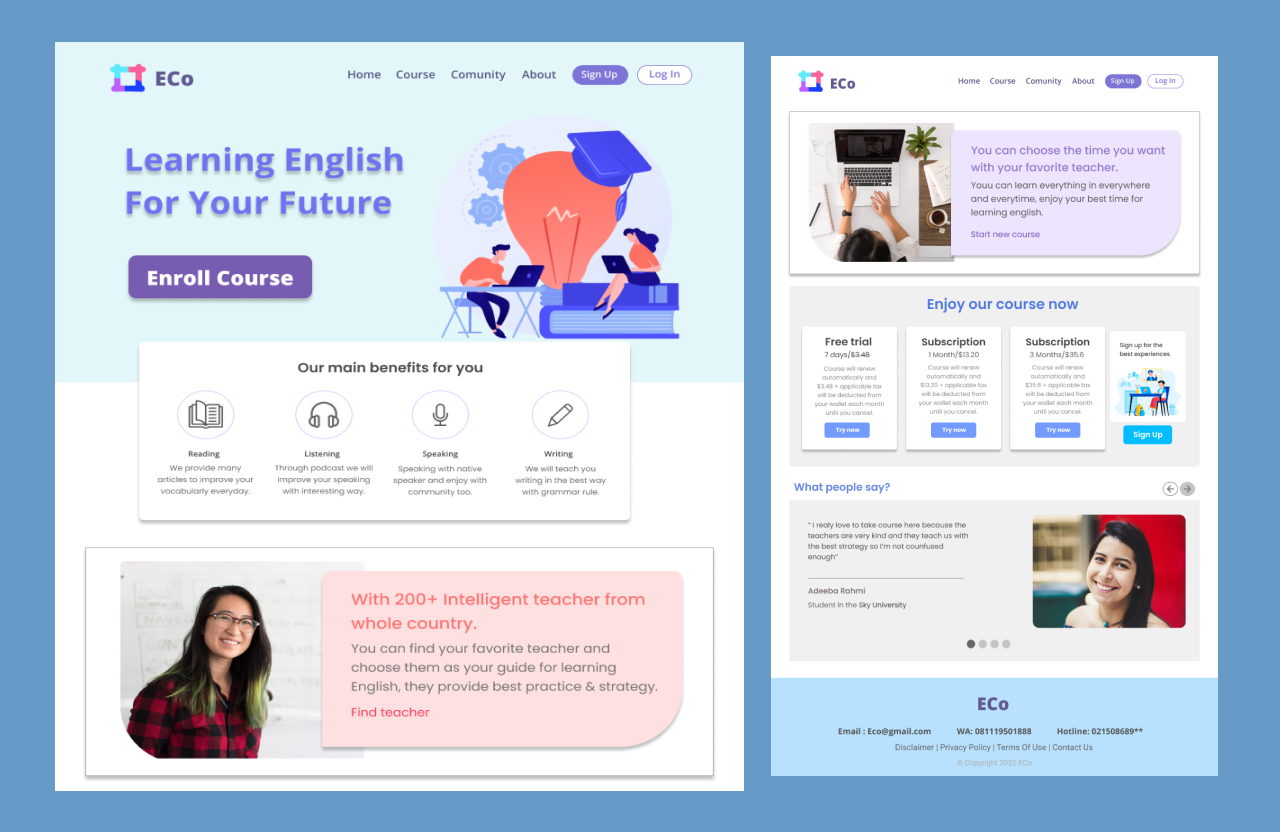 ECo
Home Course Comunity About Sign Up Log In
Learning English
For Your Future
Enroll Course
Our main benefits for you
Reading
We provide many
articles to improve your
vocabularly everyday.
Listening
Through podcast we will
improve your speaking
with interesting way.
Speaking
Speaking with native
speaker and enjoy with
community too.
Writing
We will teach you
writing in the best way
with grammar rule.
With 200+ Intelligent teacher from
whole country.
You can find your favorite teacher and
choose them as your guide for learning
English, they provide best practice & strategy.
Find teacher
ECo
Home Course Comunity About Sign Up Log In
You can choose the time you want
with your favorite teacher.
Youu can learn everything in everywhere
and everytime, enjoy your best time for
learning english.
Start new course
Enjoy our course now
Free trial
7 days/$3.48
Course will renew
automatically and
$3.48 + applicable tax
will be deducted from
your wallet each month
until you cancel.
Try now
Subscription
1 Month/$13.20
Course will renew
automatically and
$13.20 + applicable tax
will be deducted from
your wallet each month
until you cancel.
Try now
Subscription
3 Months/$35.6
Course will renew
automatically and
$35.6 + applicable tax
will be deducted from
your wallet each month
until you cancel.
Try now
Sign up for the
best experiences
Sign Up
What people say?
" I realy love to take course here because the
teachers are very kind and they teach us with
the best strategy so I'm not counfused
enough"
Adeeba Rahmi
Student in the Sky University
ECo
Email : Eco@gmail.com WA: 081119501888 Hotline: 021508689**
Disclaimer | Privacy Policy | Terms Of Use | Contact Us
© Copyright 2022 ECo